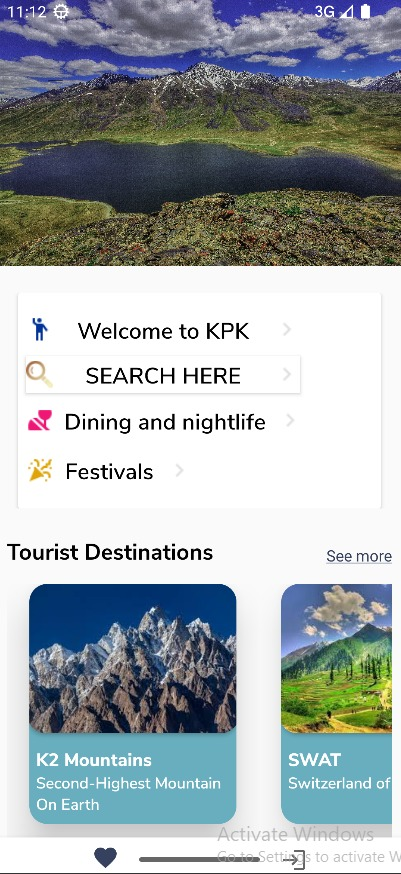 11:12 3G
Welcome to KPK
SEARCH HERE
Dining and nightlife
Festivals
Tourist Destinations
See more
K2 Mountains
Second-Highest Mountain
On Earth
SWAT
Switzerland of
Activate Windows
Go to Settings to activate W